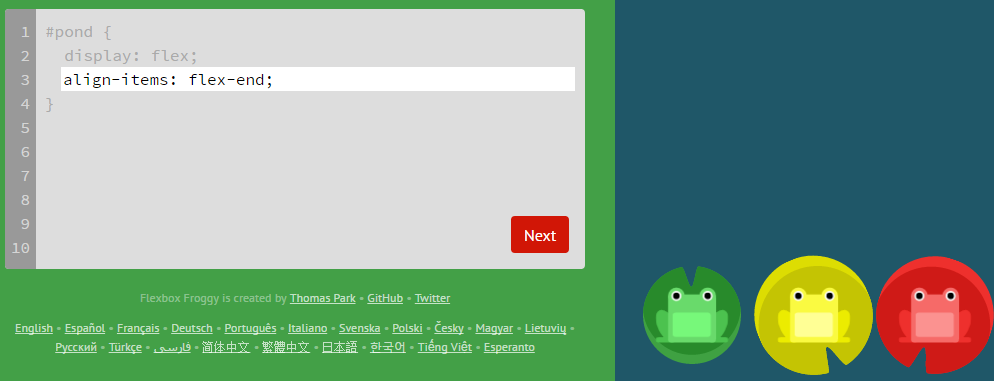 1 #pond {
2 display: flex;
3 align-items: flex-end;
4 }
5
6
7
8
9
10
Next
Flexbox Froggy is created by Thomas Park • GitHub • Twitter
English • Español • Français • Deutsch • Português • Italiano • Svenska • Polski • Česky • Magyar • Lietuvių •
Русский • Türkçe • فارسی • 简体中文 • 繁體中文 • 日本語 • 한국어 • Tiếng Việt • Esperanto